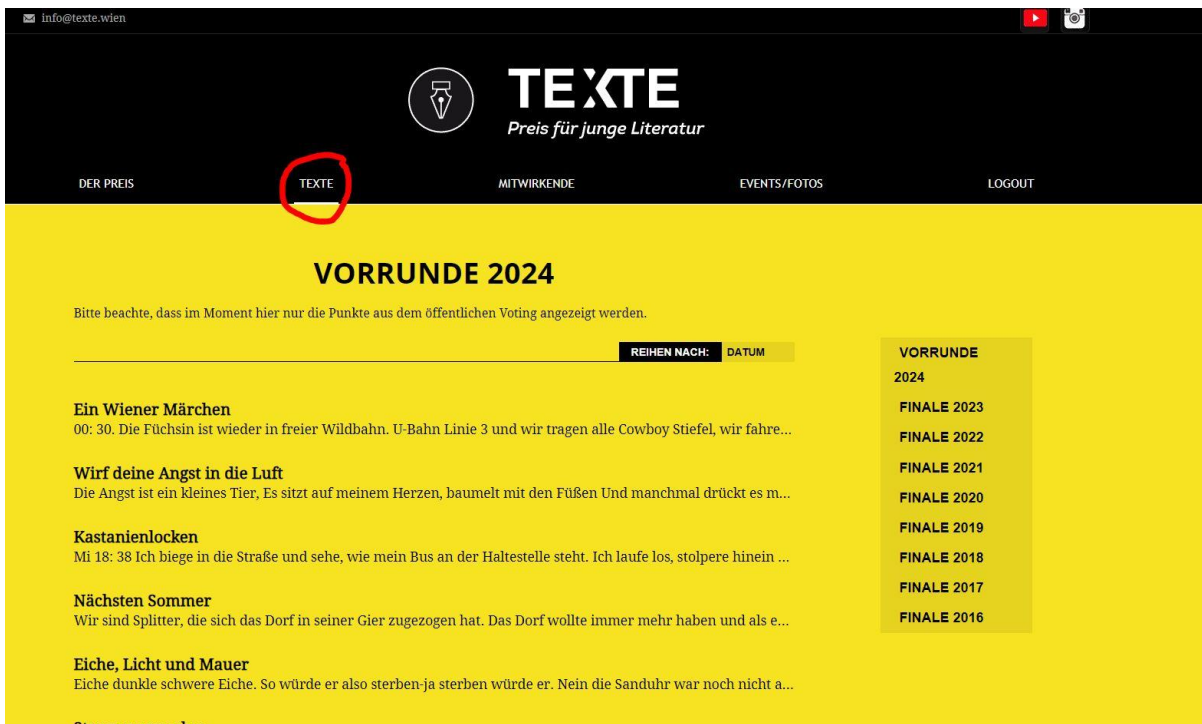 info@texte.wien
TEXTE
Preis für junge Literatur
DER PREIS TEXTE MITWIRKENDE EVENTS/FOTOS LOGOUT
VORRUNDE 2024
Bitte beachte, dass im Moment hier nur die Punkte aus dem öffentlichen Voting angezeigt werden.
REIHEN NACH: DATUM
Ein Wiener Märchen
00: 30. Die Füchsin ist wieder in freier Wildbahn. U-Bahn Linie 3 und wir tragen alle Cowboy Stiefel, wir fahre...
Wirf deine Angst in die Luft
Die Angst ist ein kleines Tier, Es sitzt auf meinem Herzen, baumelt mit den Füßen Und manchmal drückt es m...
Kastanienlocken
Mi 18: 38 Ich biege in die Straße und sehe, wie mein Bus an der Haltestelle steht. Ich laufe los, stolpere hinein ...
Nächsten Sommer
Wir sind Splitter, die sich das Dorf in seiner Gier zugezogen hat. Das Dorf wollte immer mehr haben und als e...
Eiche, Licht und Mauer
Eiche dunkle schwere Eiche. So würde er also sterben-ja sterben würde er. Nein die Sanduhr war noch nicht a...
VORRUNDE
2024
FINALE 2023
FINALE 2022
FINALE 2021
FINALE 2020
FINALE 2019
FINALE 2018
FINALE 2017
FINALE 2016